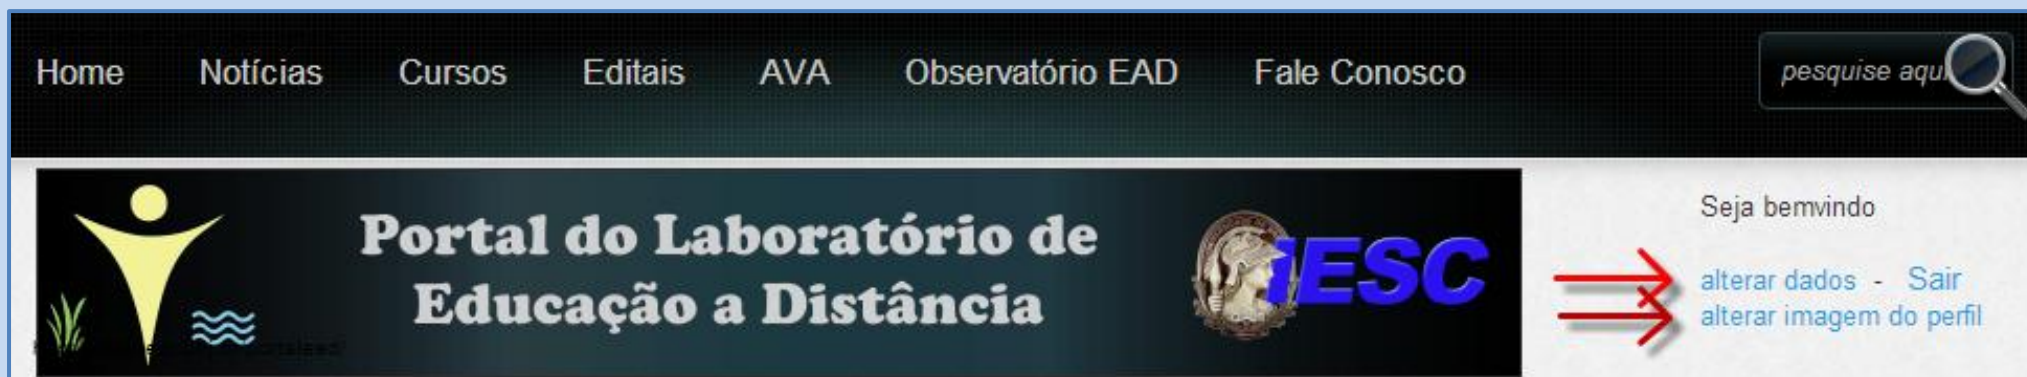 Home Notícias Cursos Editais AVA Observatório EAD Fale Conosco pesquise aqui
Portal do Laboratório de
Educação a Distância
IESC
Seja bemvindo
alterar dados - Sair
alterar imagem do perfil